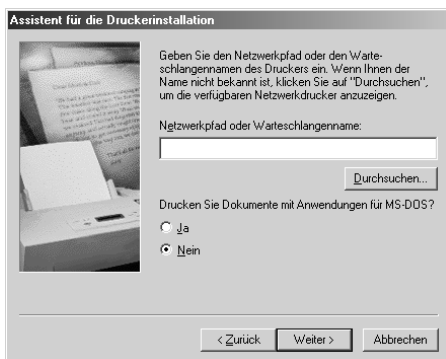 Assistent für die Druckerinstallation
Geben Sie den Netzwerkpfad oder den Warte-
schlangennamen des Druckers ein. Wenn Ihnen der
Name nicht bekannt ist, klicken Sie auf "Durchsuchen",
um die verfügbaren Netzwerkdrucker anzuzeigen.
Netzwerkpfad oder Warteschlangenname:
Durchsuchen...
Drucken Sie Dokumente mit Anwendungen für MS-DOS?
Ja
Nein
< Zurück
Weiter >
Abbrechen